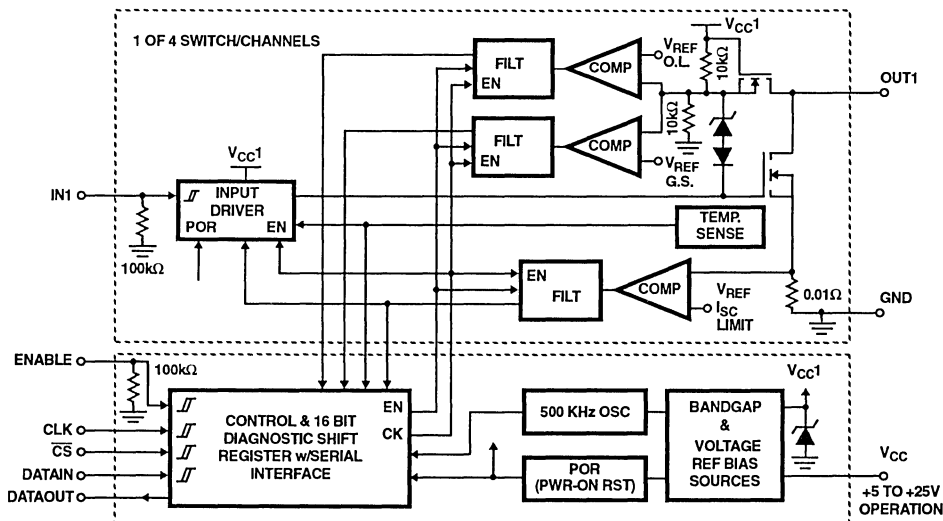 1 OF 4 SWITCH/CHANNELS
VCC1
FILT
EN
COMP
VREF
O.L.
10kΩ
OUT1
FILT
EN
COMP
10kΩ
VREF
G.S.
VCC1
IN1
INPUT
DRIVER
POR
EN
100kΩ
TEMP.
SENSE
EN
FILT
COMP
VREF
ISC
LIMIT
0.01Ω
GND
ENABLE
100kΩ
CLK
CS
DATAIN
DATAOUT
CONTROL & 16 BIT
DIAGNOSTIC SHIFT
REGISTER w/SERIAL
INTERFACE
EN
CK
500 KHz OSC
POR
(PWR-ON RST)
BANDGAP
&
VOLTAGE
REF BIAS
SOURCES
VCC1
VCC
+5 TO +25V
OPERATION